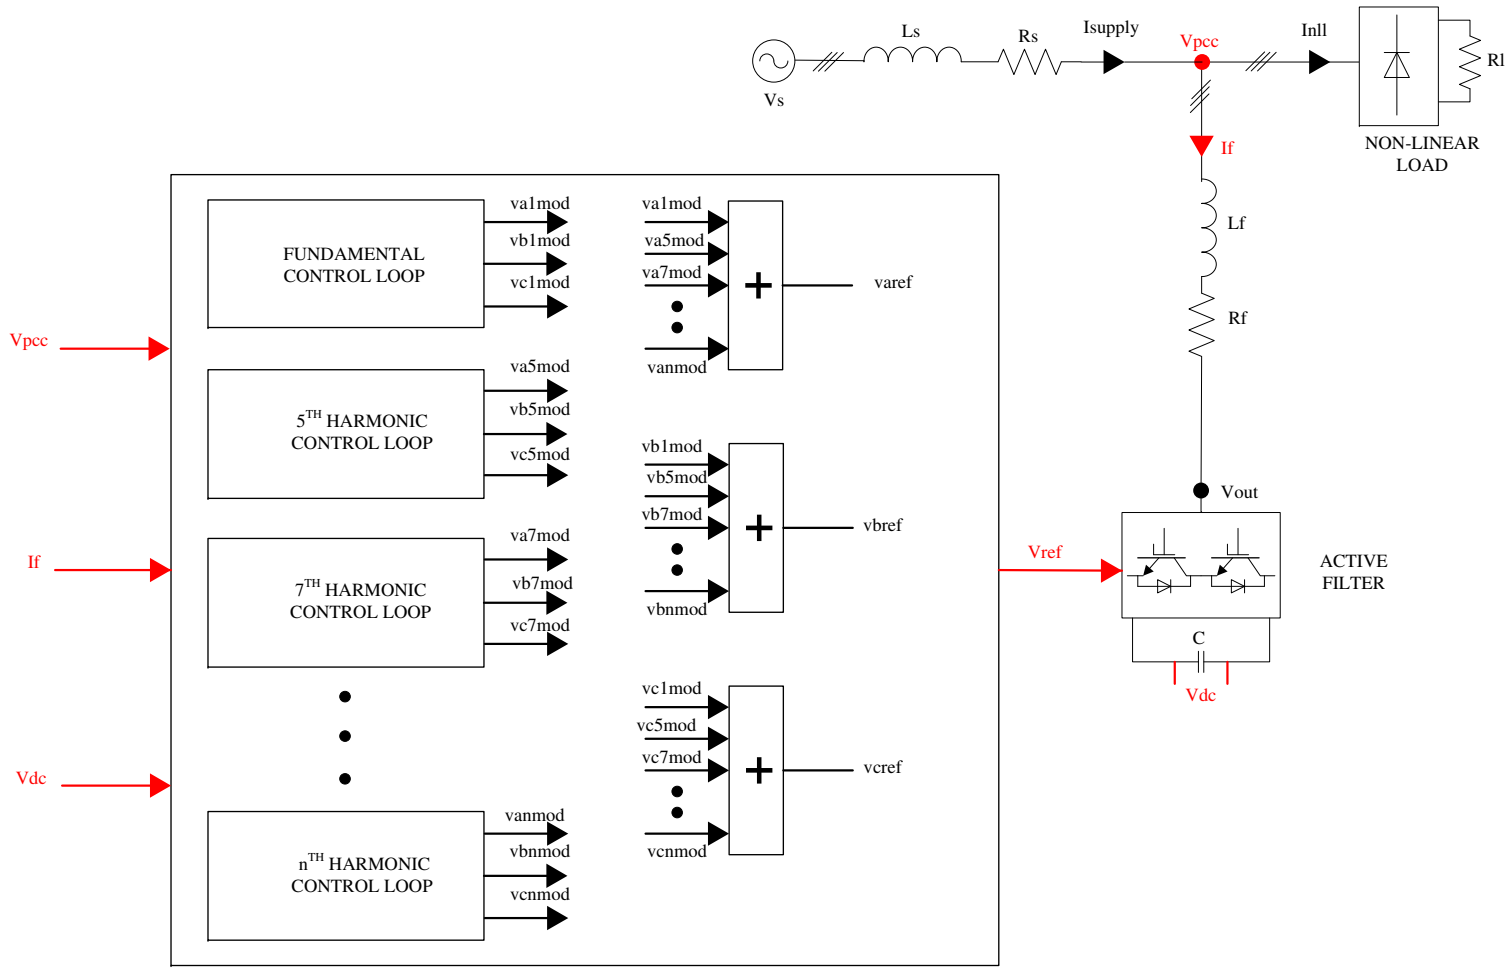 Ls
Rs
Isupply
Vpcc
Inll
Rl
Vs
If
NON-LINEAR
LOAD
Lf
Rf
Vout
ACTIVE
FILTER
C
Vdc
Vref
Vpcc
If
Vdc
FUNDAMENTAL
CONTROL LOOP
va1mod
vb1mod
vc1mod
5TH HARMONIC
CONTROL LOOP
va5mod
vb5mod
vc5mod
7TH HARMONIC
CONTROL LOOP
va7mod
vb7mod
vc7mod
nTH HARMONIC
CONTROL LOOP
vanmod
vbnmod
vcnmod
va1mod
va5mod
va7mod
vanmod
+
varef
vb1mod
vb5mod
vb7mod
vbnmod
+
vbref
vc1mod
vc5mod
vc7mod
vcnmod
+
vcref